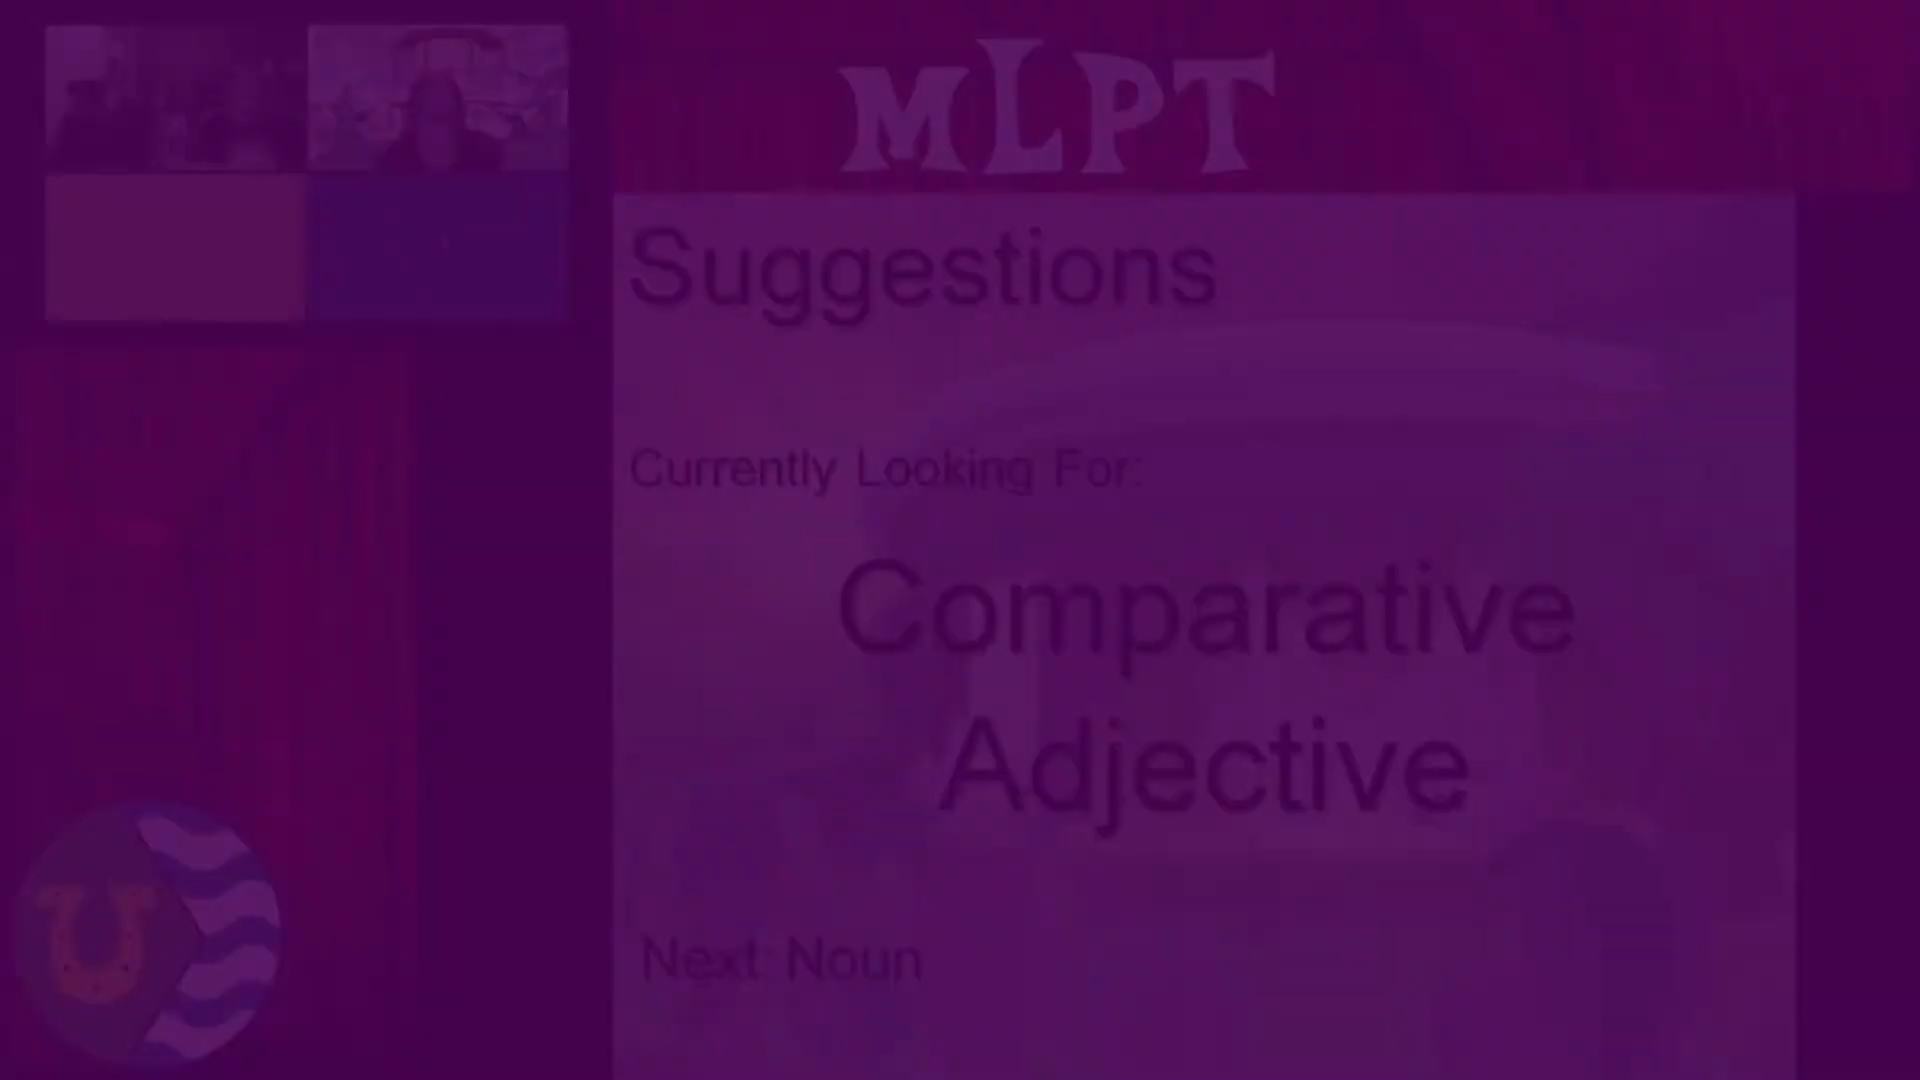 MLPT
Suggestions
Currently Looking For:
Comparative
Adjective
Next: Noun